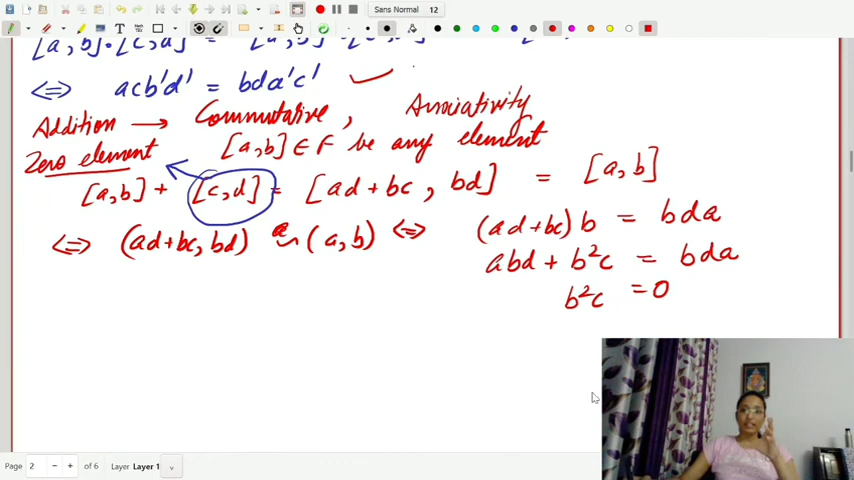 Sans Normal 12
[a,b]·[c,d] =
⇔ acb'd' = bda'c' ✓
Addition → Commutative, Associativity
Zero element [a,b] ∈ F be any element
[a,b] + [c,d] = [ad+bc, bd] = [a,b]
⇔ (ad+bc, bd) ~ (a,b) ⇔ (ad+bc)b = bda
abd + b²c = bda
b²c = 0
Page 2 of 6 Layer Layer 1